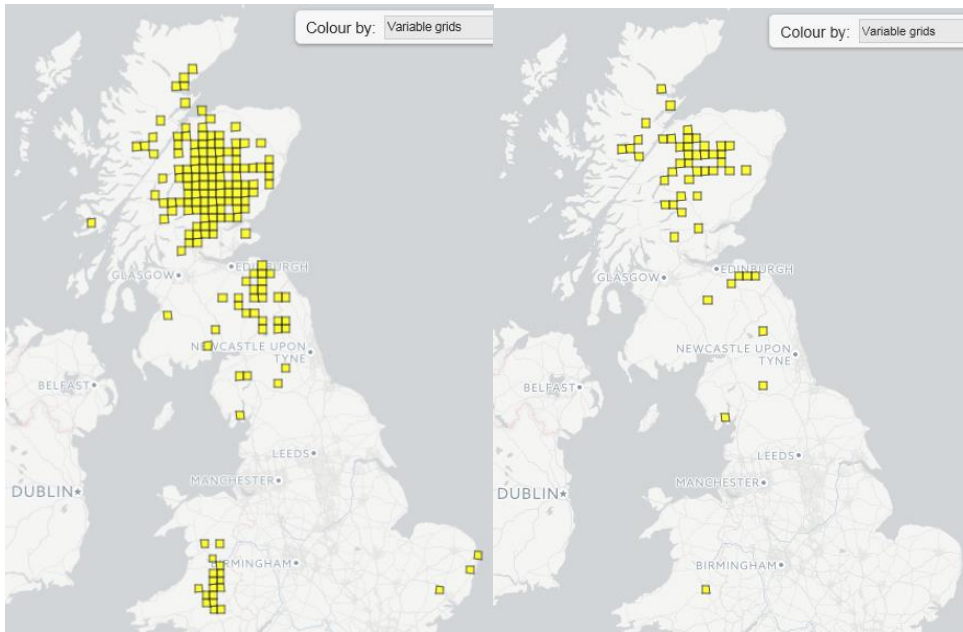 Colour by: Variable grids
GLASGOW
EDINBURGH
NEWCASTLE UPON
TYNE
BELFAST
LEEDS
MANCHESTER
DUBLIN
BIRMINGHAM
Colour by: Variable grids
GLASGOW
EDINBURGH
NEWCASTLE UPON
TYNE
BELFAST
LEEDS
MANCHESTER
DUBLIN
BIRMINGHAM